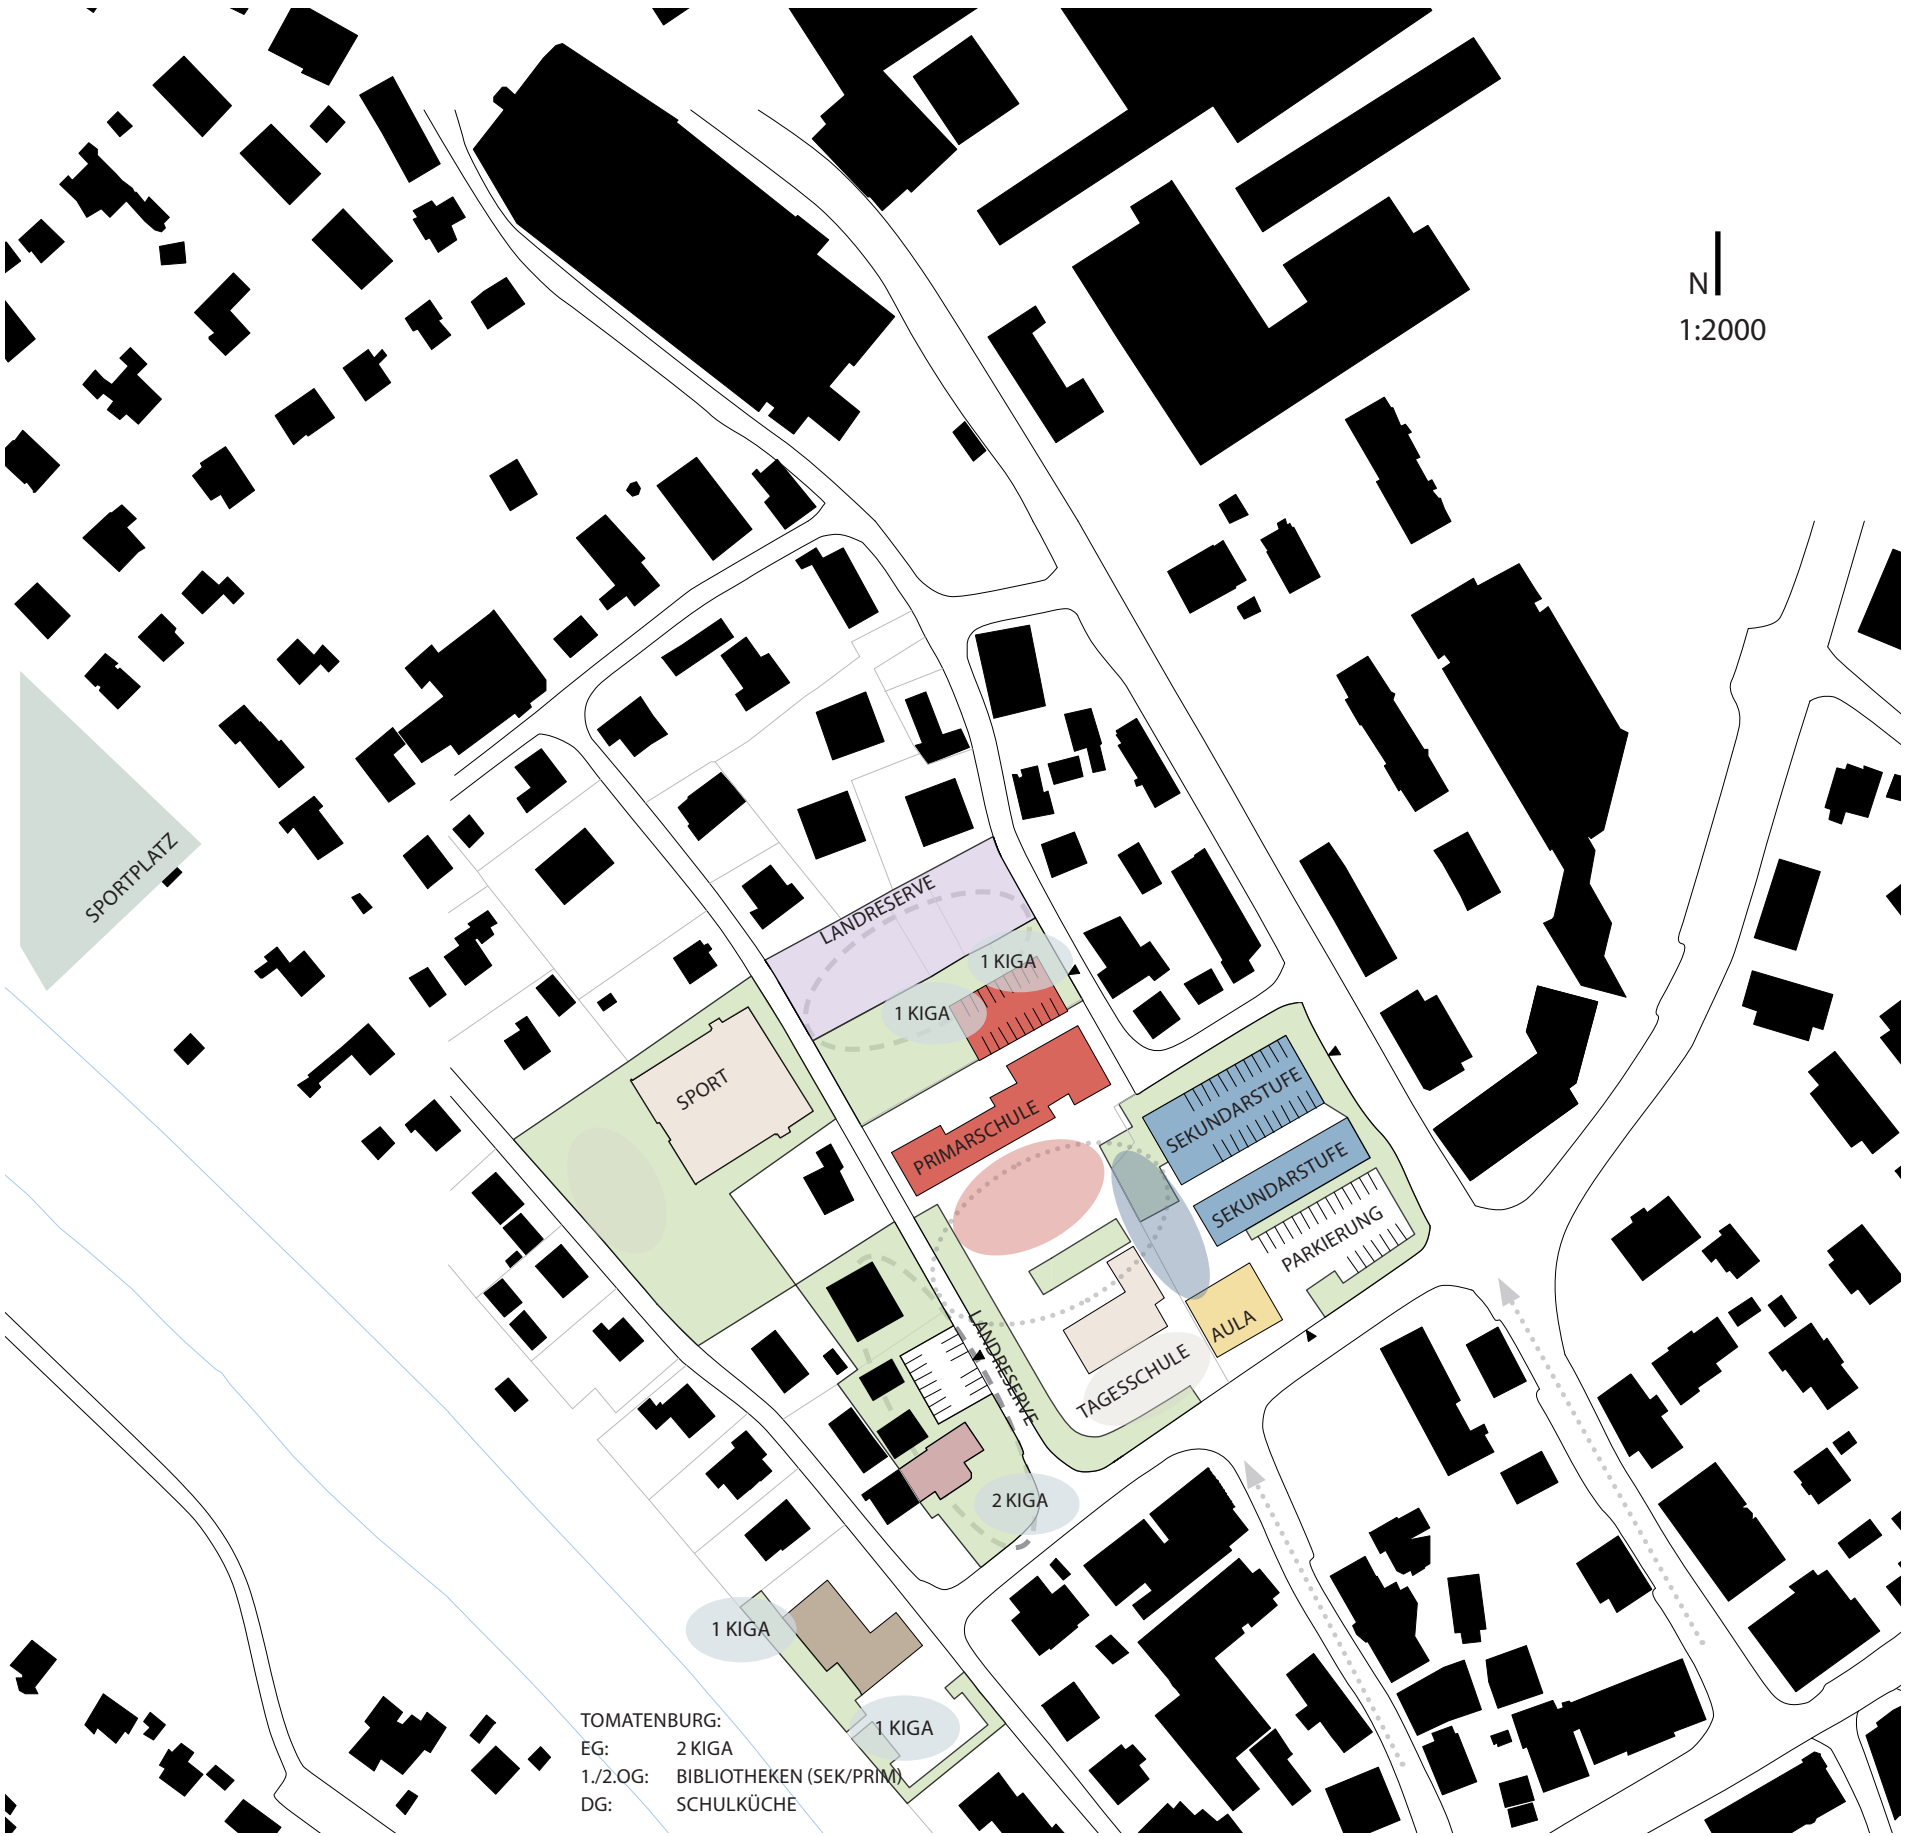 N
1:2000
SPORTPLATZ
LANDRESERVE
1 KIGA
1 KIGA
SPORT
PRIMARSCHULE
SEKUNDARSTUFE
SEKUNDARSTUFE
PARKIERUNG
AULA
LANDRESERVE
TAGESSCHULE
2 KIGA
1 KIGA
1 KIGA
TOMATENBURG:
EG: 2 KIGA
1./2.OG: BIBLIOTHEKEN (SEK/PRIM)
DG: SCHULKÜCHE